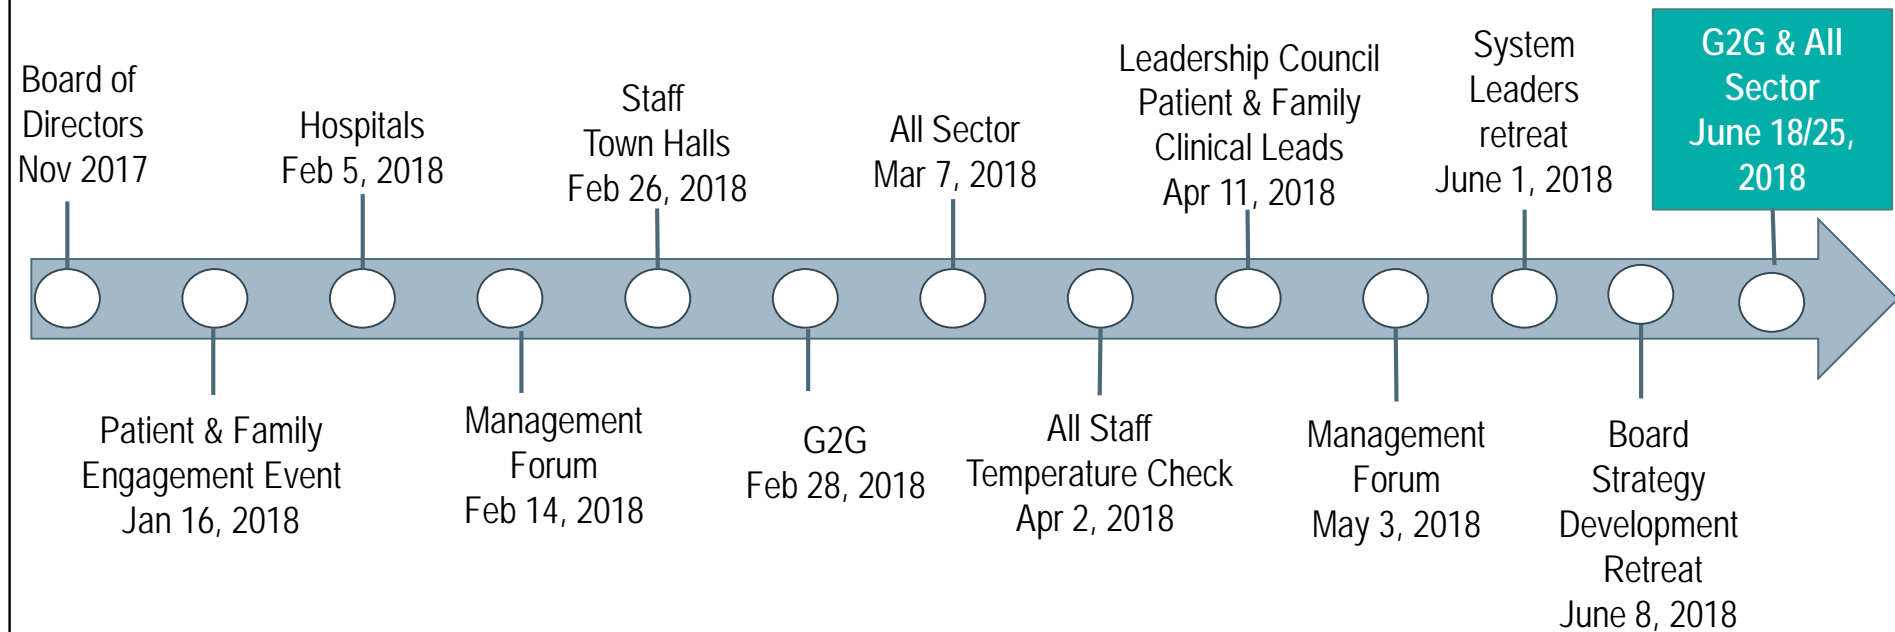 Board of
Directors
Nov 2017
Hospitals
Feb 5, 2018
Staff
Town Halls
Feb 26, 2018
All Sector
Mar 7, 2018
Leadership Council
Patient & Family
Clinical Leads
Apr 11, 2018
System
Leaders
retreat
June 1, 2018
G2G & All
Sector
June 18/25,
2018
Patient & Family
Engagement Event
Jan 16, 2018
Management
Forum
Feb 14, 2018
G2G
Feb 28, 2018
All Staff
Temperature Check
Apr 2, 2018
Management
Forum
May 3, 2018
Board
Strategy
Development
Retreat
June 8, 2018